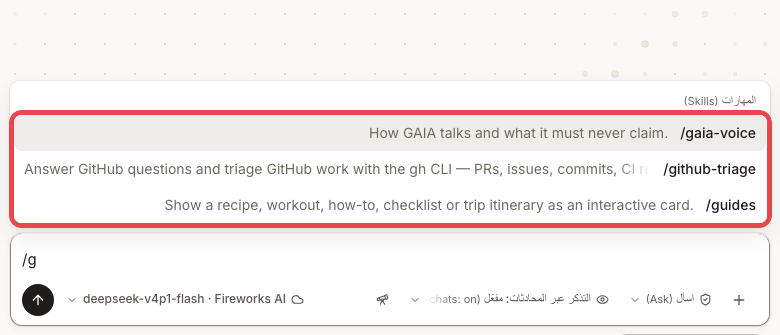 المهارات (Skills)
/gaia-voice How GAIA talks and what it must never claim.
/github-triage Answer GitHub questions and triage GitHub work with the gh CLI — PRs, issues, commits, CI
/guides Show a recipe, workout, how-to, checklist or trip itinerary as an interactive card.
/g
اسأل (Ask) التذكر عبر المحادثات: مفعّل (chats: on deepseek-v4p1-flash · Fireworks AI